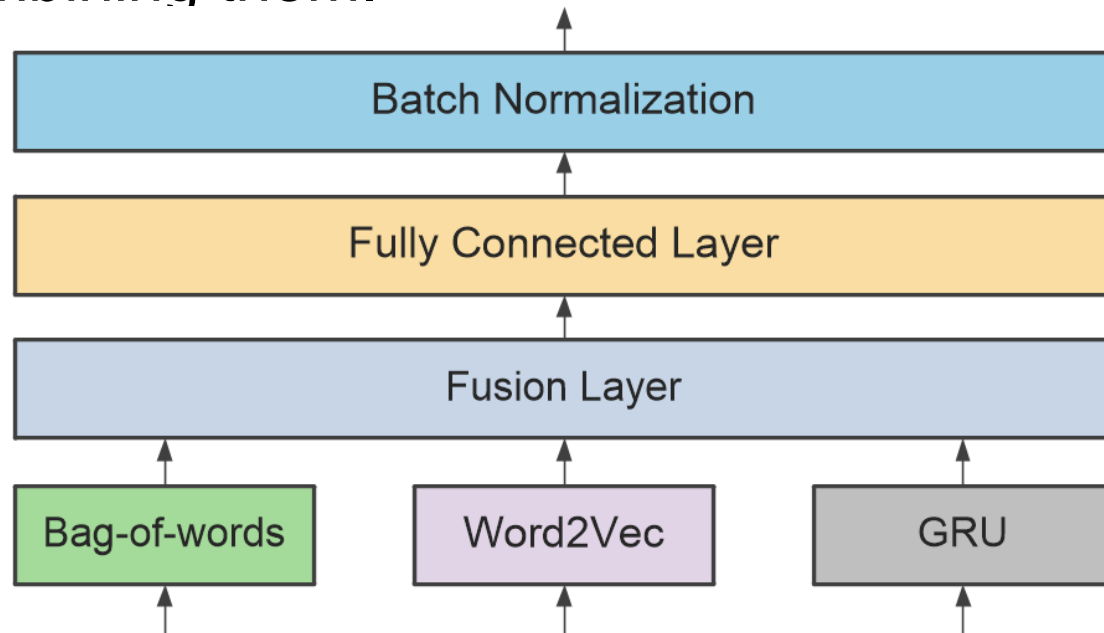 Batch Normalization
Fully Connected Layer
Fusion Layer
Bag-of-words Word2Vec GRU